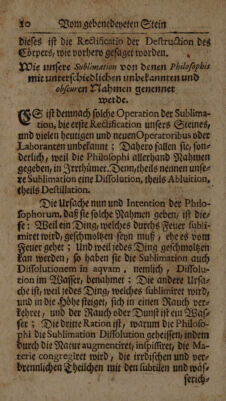 10 Vom gebenedeyeten Stein
dieses ist die Rectificatio der Destruction des
Cörpers, wie vorhero gesaget worden.
Wie unsere Sublimation von denen Philosophis
mit unterschiedlichen unbekannten und
obscuren Nahmen genennet
werde.
ES ist demnach solche Operation der Sublima-
tion, die erste Rectification unsers Steines,
und vielen heutigen und neuen Operatoribus oder
Laboranten unbekannt; Dahero fallen sie, son-
derlich, weil die Philosophi allerhand Nahmen
gegeben, in Irrthümer. Denn, theils nennen unse-
re Sublimation eine Dissolution, theils Ablution,
theils Destillation.
Die Ursache nun und Intention der Philo-
sophorum, daß sie solche Nahmen geben, ist die-
se: Weil ein Ding, welches durchs Feuer subli-
miret wird, geschmoltzen seyn muß, ehe es vom
Feuer gehet; Und weil jedes Ding geschmoltzen
kan werden, so haben sie die Sublimation auch
Dissolutionem in aqvam, nemlich, Dissolu-
tion im Wasser, benahmet: Die andere Ursa-
che ist, weil jedes Ding, welches sublimiret wird,
und in die Höhe steiget, sich in einen Rauch ver-
kehret, und der Rauch oder Dunst ist ein Was-
ser; Die dritte Ration ist, warum die Philoso-
phi die Sublimation Dissolution geheissen, indem
durch die Natur augmentiret, inspissiret, die Ma-
terie congregiret wird, die irrdischen und ver-
brennlichen Theilchen mit den subtilen und wäs-
serich-